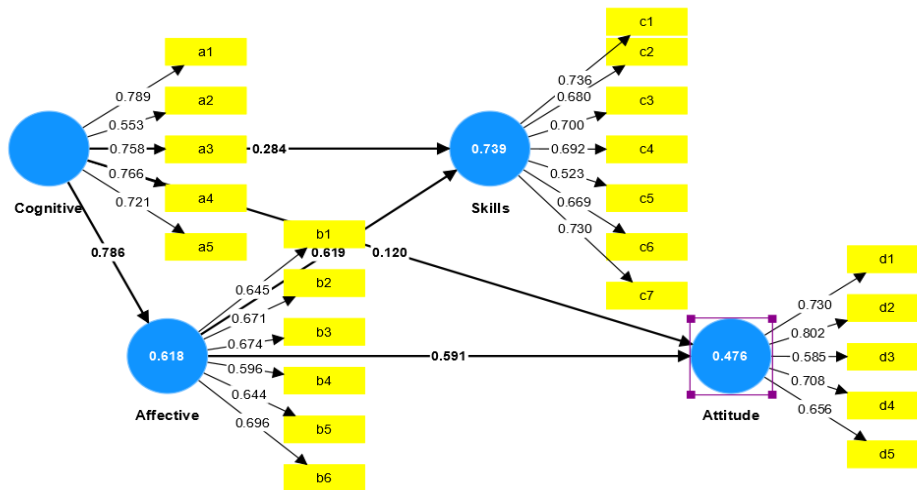 c1
a1
c2
0.789
0.736
0.680
a2
c3
0.553
0.700
0.758
a3
0.284
0.739
0.692
c4
0.766
0.523
0.721
a4
0.669
c5
Cognitive
Skills
0.730
b1
a5
c6
0.786
0.619
0.120
d1
0.645
b2
c7
0.671
0.730
d2
b3
0.802
0.674
0.618
0.591
0.476
0.585
d3
0.596
b4
0.708
0.644
0.656
d4
Affective
Attitude
0.696
b5
d5
b6